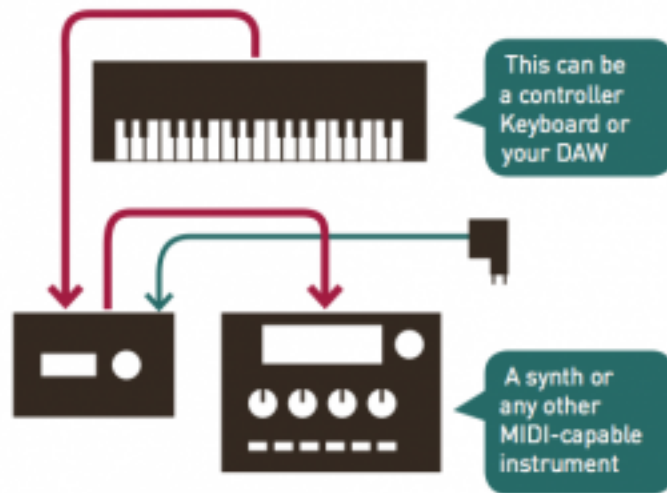 This can be
a controller
Keyboard or
your DAW
A synth or
any other
MIDI-capable
instrument